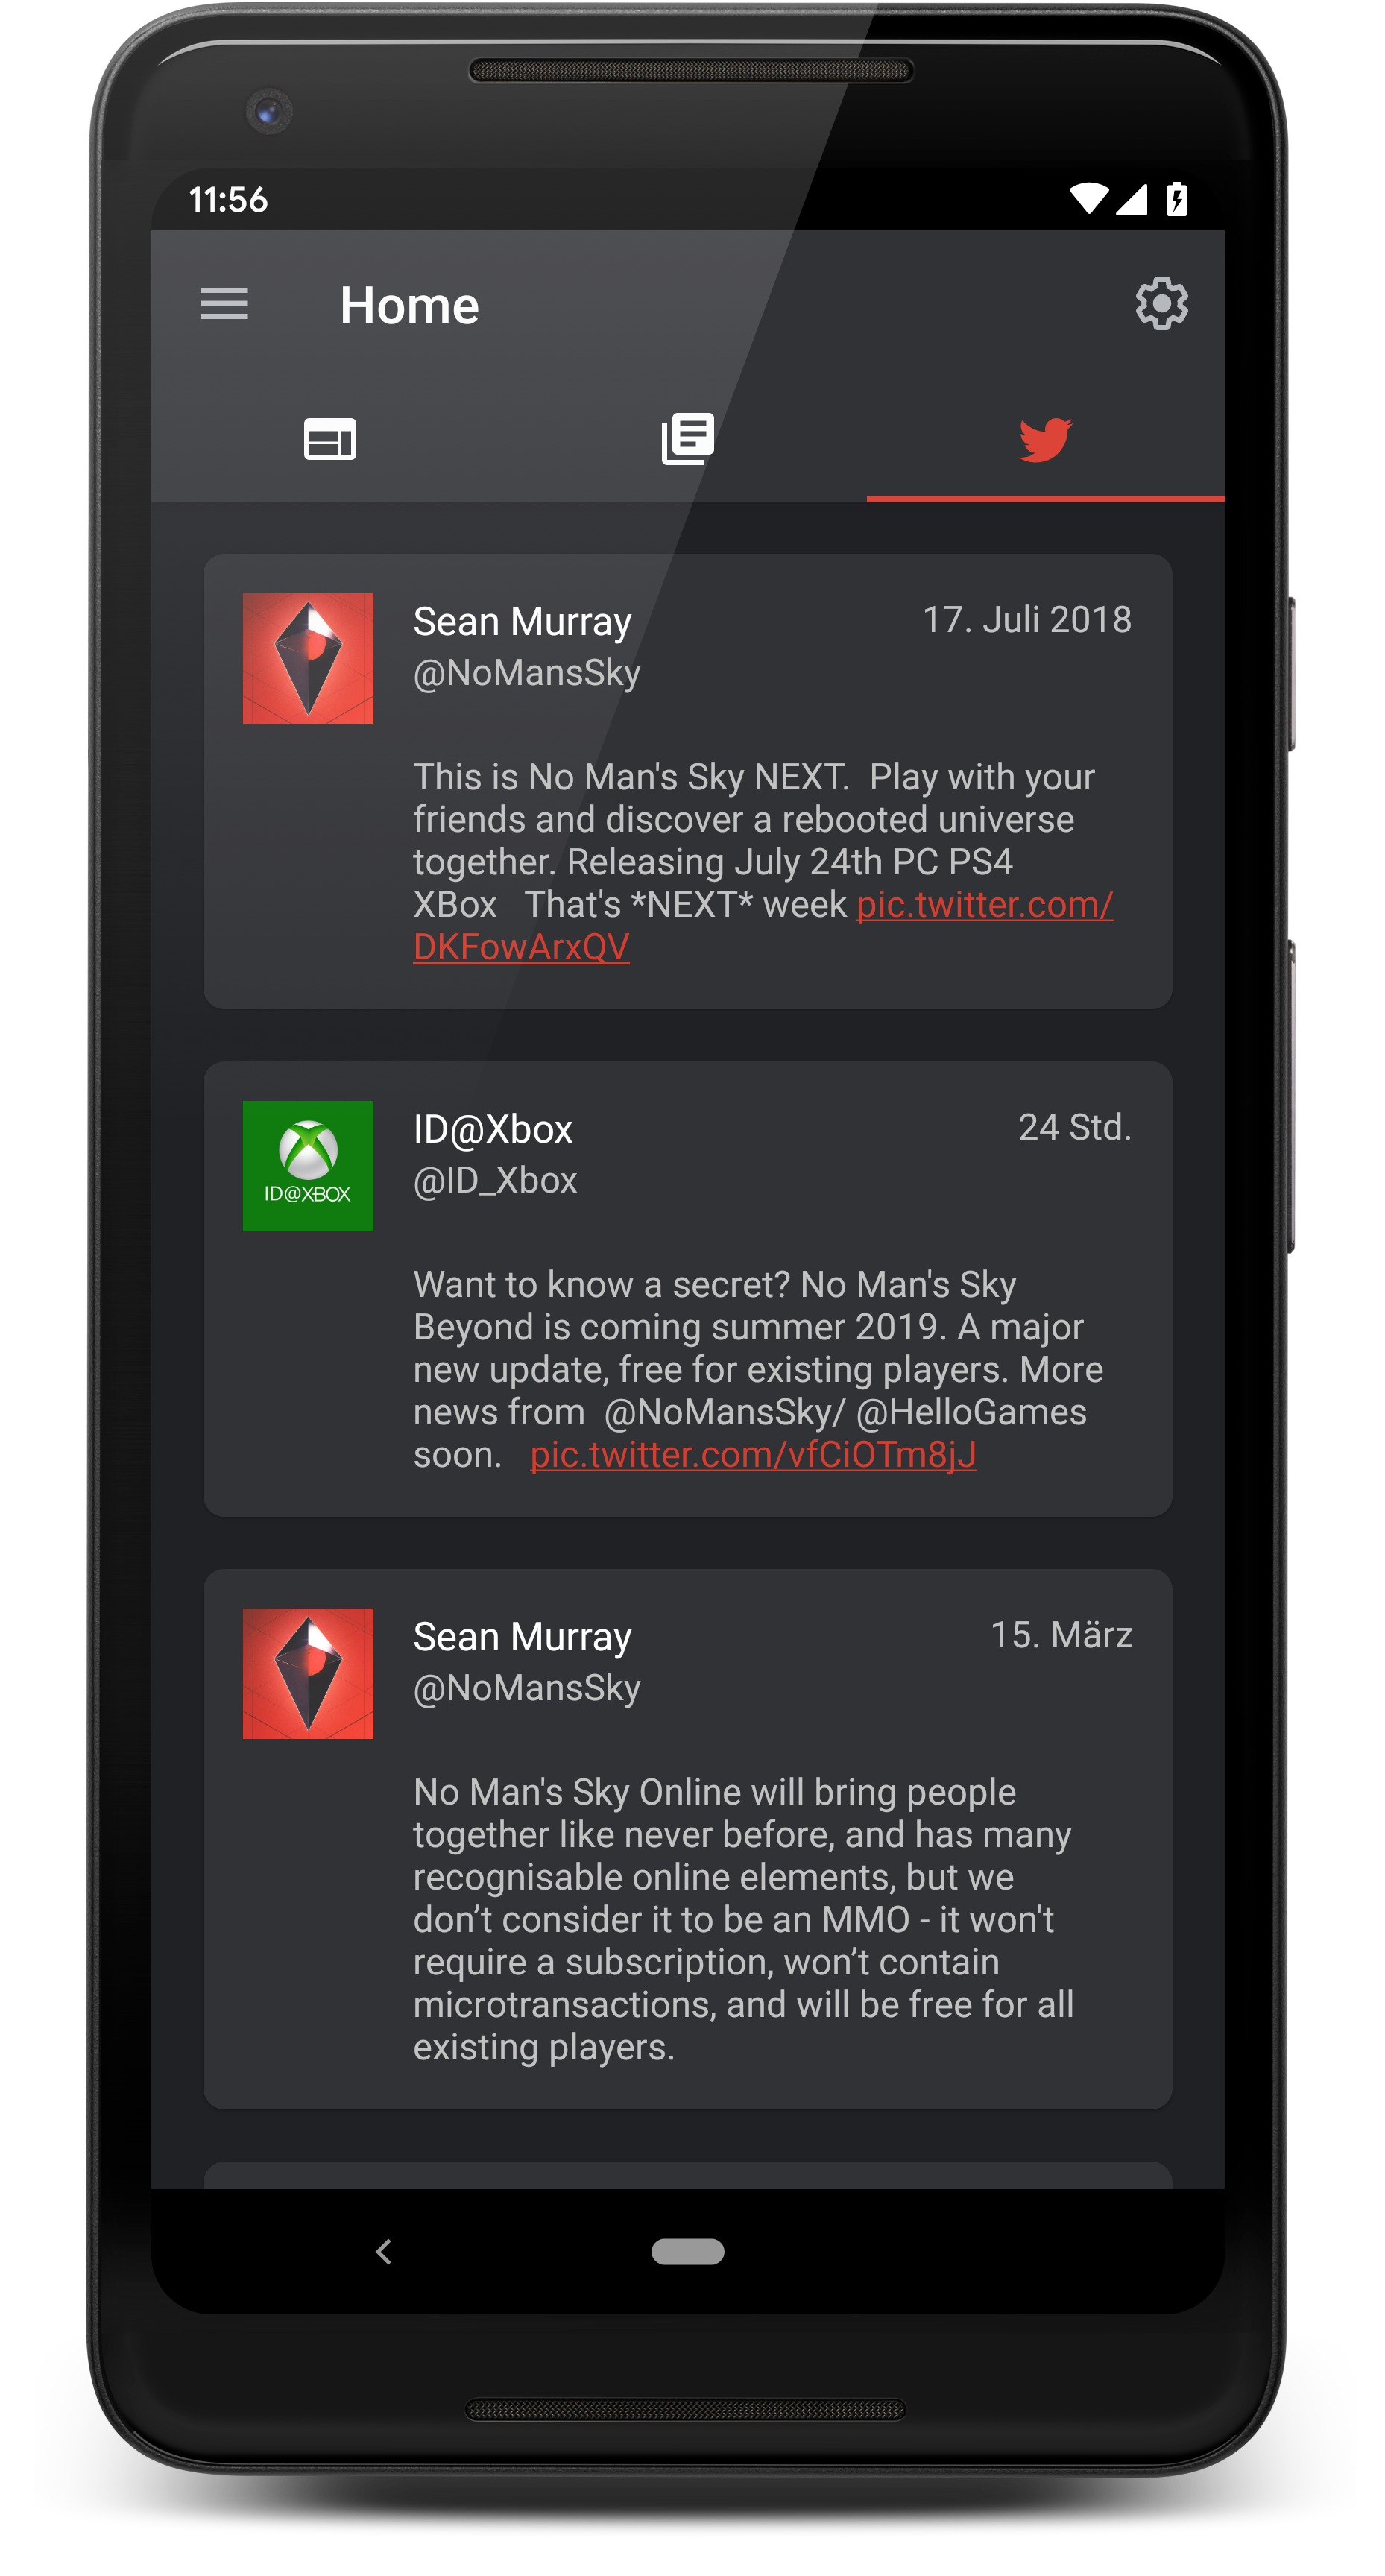 11:56
Home
Sean Murray
17. Juli 2018
@NoMansSky
This is No Man's Sky NEXT.  Play with your
friends and discover a rebooted universe
together. Releasing July 24th PC PS4
XBox   That's *NEXT* week pic.twitter.com/
DKFowArxQV
ID@Xbox
24 Std.
@ID_Xbox
ID@XBOX
Want to know a secret? No Man's Sky
Beyond is coming summer 2019. A major
new update, free for existing players. More
news from  @NoMansSky/ @HelloGames
soon.   pic.twitter.com/vfCiOTm8jJ
Sean Murray
15. März
@NoMansSky
No Man's Sky Online will bring people
together like never before, and has many
recognisable online elements, but we
don’t consider it to be an MMO - it won't
require a subscription, won’t contain
microtransactions, and will be free for all
existing players.